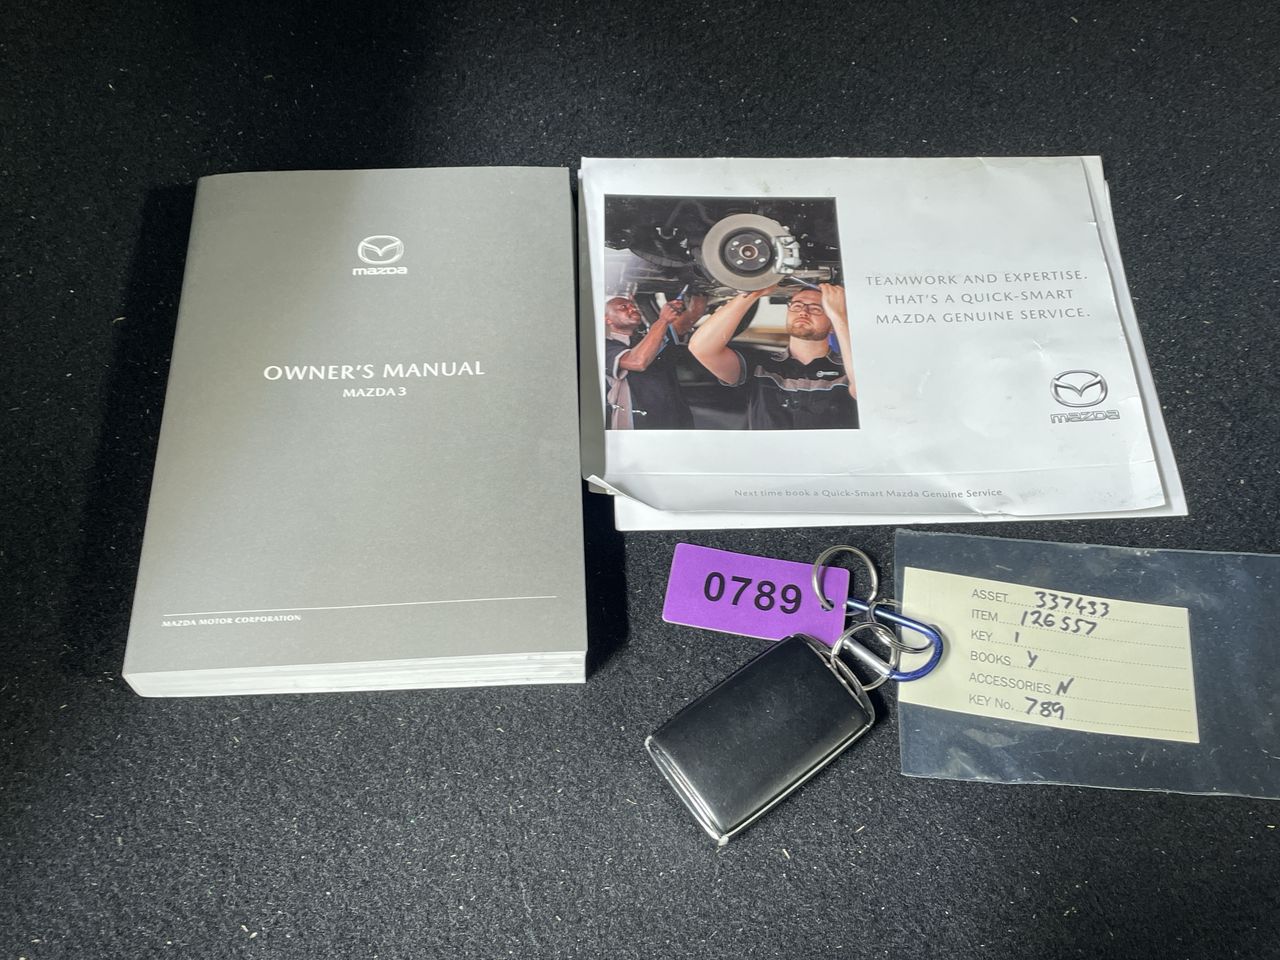 mazda
OWNER'S MANUAL
MAZDA 3
MAZDA MOTOR CORPORATION
TEAMWORK AND EXPERTISE.
THAT'S A QUICK-SMART
MAZDA GENUINE SERVICE.
mazda
Next time book a Quick-Smart Mazda Genuine Service
0789
ASSET 337433
ITEM 126557
KEY 1
BOOKS Y
ACCESSORIES N
KEY No. 789